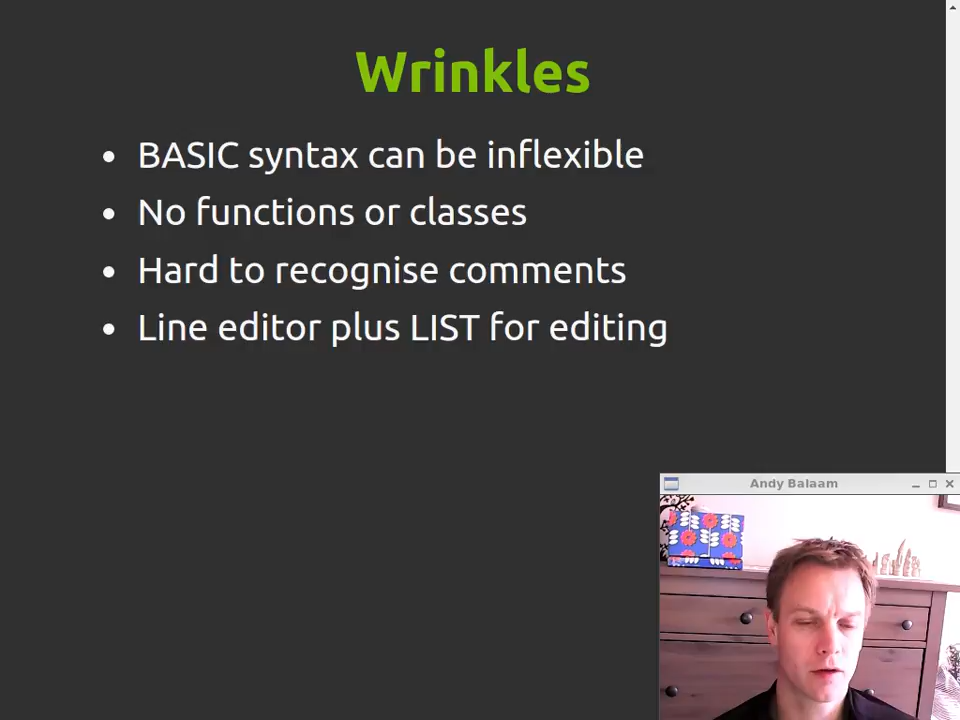 Wrinkles
BASIC syntax can be inflexible
No functions or classes
Hard to recognise comments
Line editor plus LIST for editing
Andy Balaam